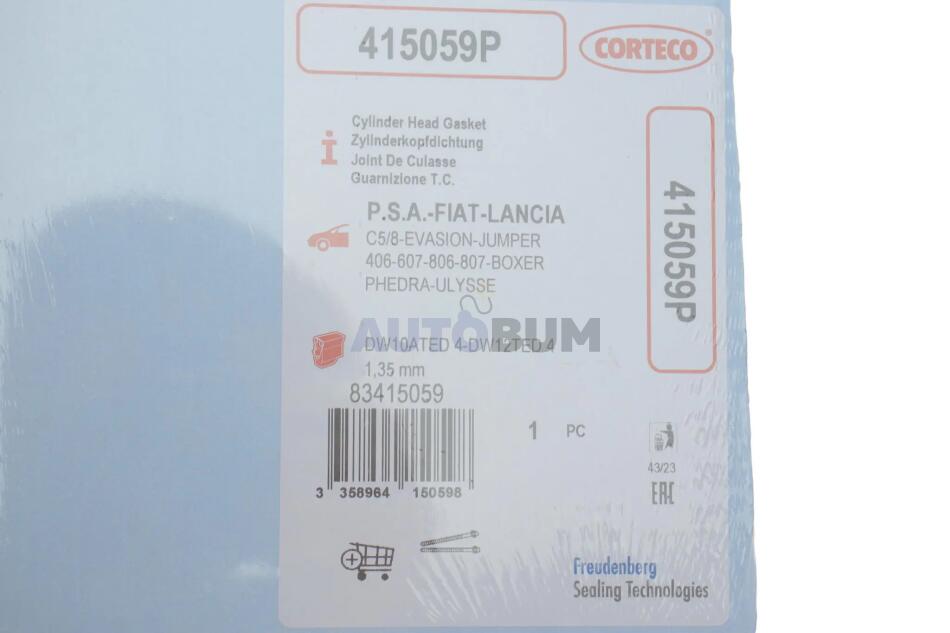 415059P
CORTECO
Cylinder Head Gasket
Zylinderkopfdichtung
Joint De Culasse
Guarnizione T.C.
415059P
P.S.A.-FIAT-LANCIA
C5/8-EVASION-JUMPER
406-607-806-807-BOXER
PHEDRA-ULYSSE
AUTOBUM
DW10ATED 4-DW12TED 4
1,35 mm
83415059
1 PC
43/23
EAC
3 358964 150598
Freudenberg
Sealing Technologies